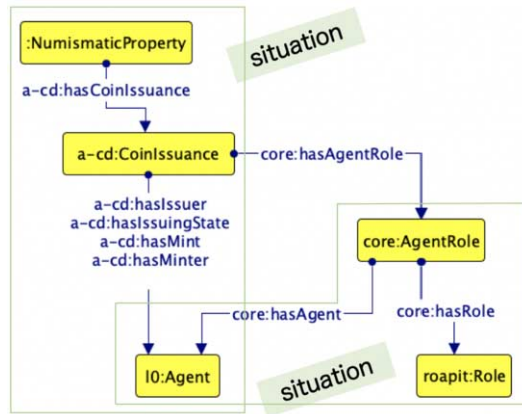 :NumismaticProperty
situation
a-cd:hasCoinIssuance
a-cd:CoinIssuance
core:hasAgentRole
a-cd:hasIssuer
a-cd:hasIssuingState
a-cd:hasMint
a-cd:hasMinter
core:AgentRole
core:hasAgent
core:hasRole
l0:Agent
situation
roapit:Role